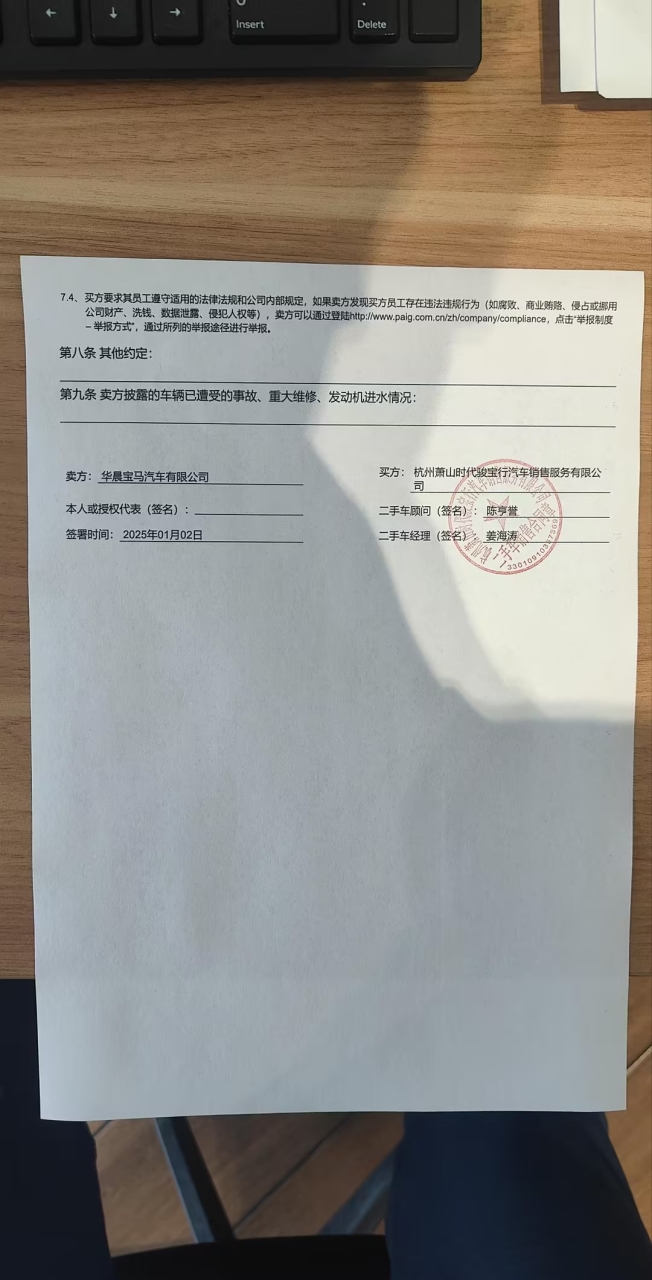 Insert
Delete
7.4、买方要求其员工遵守适用的法律法规和公司内部规定，如果卖方发现买方员工存在违法违规行为（如腐败、商业贿赂、侵占或挪用
公司财产、洗钱、数据泄露、侵犯人权等），卖方可以通过登陆http://www.paig.com.cn/zh/company/compliance，点击“举报制度
– 举报方式”，通过所列的举报途径进行举报。
第八条 其他约定：
第九条 卖方披露的车辆已遭受的事故、重大维修、发动机进水情况：
卖方：华晨宝马汽车有限公司
买方：杭州萧山时代骏宝行汽车销售服务有限公
司
本人或授权代表（签名）：
二手车顾问（签名）：陈亨誉
签署时间：2025年01月02日
二手车经理（签名）：姜海涛